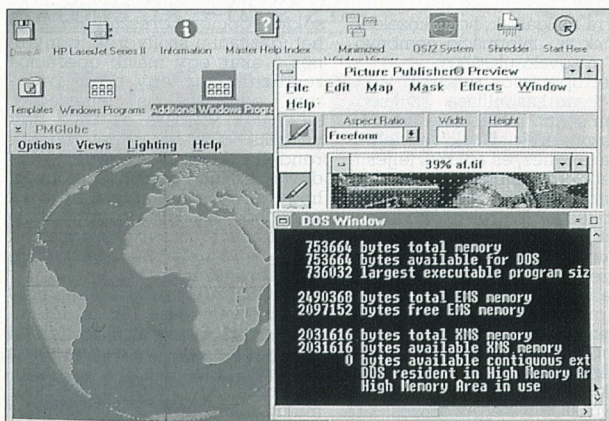 Drive A
HP LaserJet Series II
Information
Master Help Index
Minimized
Window Viewer
OS/2 System
Shredder
Start Here
Templates
Windows Programs
Additional Windows Progra
Picture Publisher® Preview
File Edit Map Mask Effects Window
Help
Aspect Ratio Width Height
Freeform
39% af.tif
PMGlobe
Options Views Lighting Help
DOS Window
753664 bytes total memory
753664 bytes available for DOS
736032 largest executable program siz
2490368 bytes total EMS memory
2097152 bytes free EMS memory
2031616 bytes total XMS memory
2031616 bytes available XMS memory
0 bytes available contiguous ext
DOS resident in High Memory Ar
High Memory Area in use